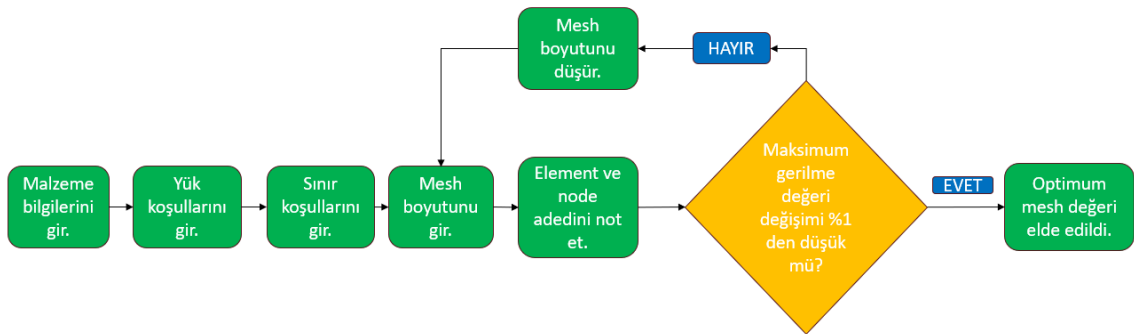 Mesh
boyutunu
düşür.
HAYIR
Malzeme
bilgilerini
gir.
Yük
koşullarını
gir.
Sınır
koşullarını
gir.
Mesh
boyutunu
gir.
Element ve
node
adedini not
et.
Maksimum
gerilme
değeri
değişimi %1
den düşük
mü?
EVET
Optimum
mesh değeri
elde edildi.